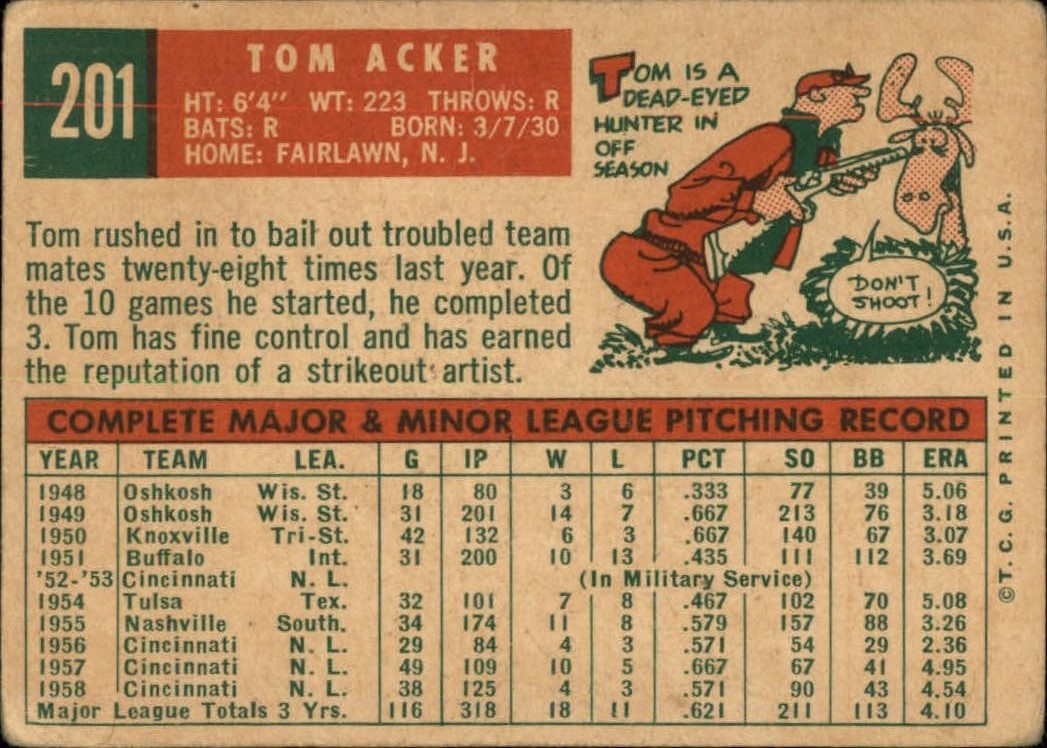 201
TOM ACKER
HT: 6'4" WT: 223 THROWS: R
BATS: R BORN: 3/7/30
HOME: FAIRLAWN, N. J.
TOM IS A
DEAD-EYED
HUNTER IN
OFF
SEASON
DON'T
SHOOT!
Tom rushed in to bail out troubled team
mates twenty-eight times last year. Of
the 10 games he started, he completed
3. Tom has fine control and has earned
the reputation of a strikeout artist.
COMPLETE MAJOR & MINOR LEAGUE PITCHING RECORD
YEAR TEAM LEA. G IP W L PCT SO BB ERA
1948 Oshkosh Wis. St. 18 80 3 6 .333 77 39 5.06
1949 Oshkosh Wis. St. 31 201 14 7 .667 213 76 3.18
1950 Knoxville Tri-St. 42 132 6 3 .667 140 67 3.07
1951 Buffalo Int. 31 200 10 13 .435 111 112 3.69
'52-'53 Cincinnati N. L. (In Military Service)
1954 Tulsa Tex. 32 101 7 8 .467 102 70 5.08
1955 Nashville South. 34 174 11 8 .579 157 88 3.26
1956 Cincinnati N. L. 29 84 4 3 .571 54 29 2.36
1957 Cincinnati N. L. 49 109 10 5 .667 67 41 4.95
1958 Cincinnati N. L. 38 125 4 3 .571 90 43 4.54
Major League Totals 3 Yrs. 116 318 18 11 .621 211 113 4.10
©T. C. G. PRINTED IN U.S.A.